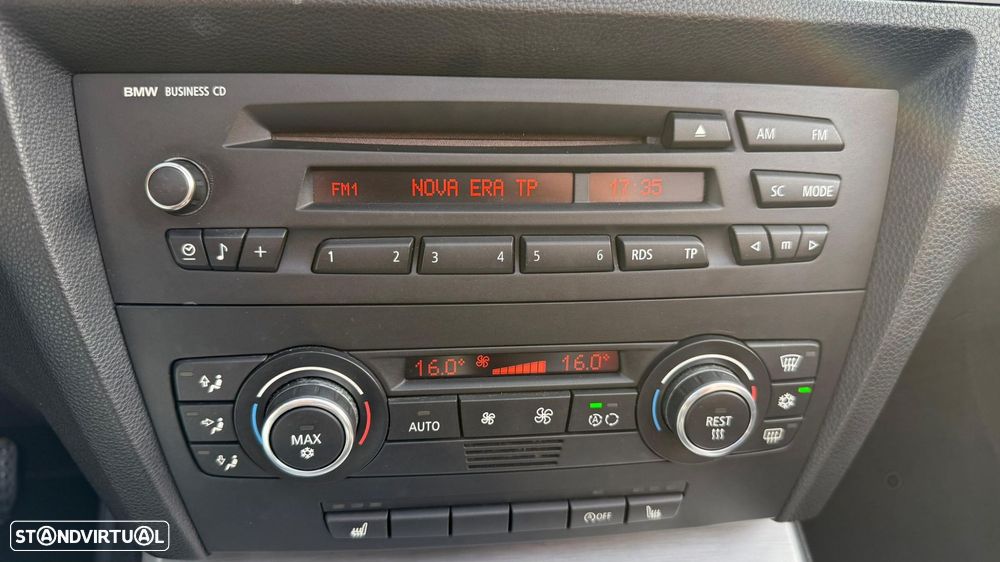 BMW BUSINESS CD
AM FM
FM1 NOVA ERA TP 17:35
SC MODE
1 2 3 4 5 6 RDS TP m
16.0° 16.0°
MAX AUTO A REST
OFF
STANDVIRTUAL